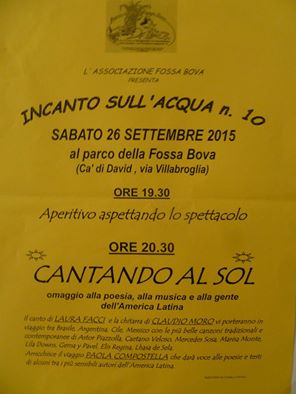 L' ASSOCIAZIONE FOSSA BOVA
PRESENTA
INCANTO SULL'ACQUA n. 10
SABATO 26 SETTEMBRE 2015
al parco della Fossa Bova
(Ca' di David , via Villabroglia)
ORE 19.30
Aperitivo aspettando lo spettacolo
ORE 20.30
CANTANDO AL SOL
omaggio alla poesia, alla musica e alla gente
dell'America Latina
Il canto di LAURA FACCI e la chitarra di CLAUDIO MORO vi porteranno in
viaggio tra Brasile, Argentina, Cile, Mexico con le più belle canzoni tradizionali e
contemporanee di Astor Piazzolla, Caetano Veloso, Mercedes Sosa, Marisa Monte,
Lila Downs, Gema y Pavel, Elis Regina, Lhasa de Sela.
Arricchisce il viaggio PAOLA COMPOSTELLA che darà voce alle poesie e testi
di alcuni tra i più sensibili autori dell'America Latina.